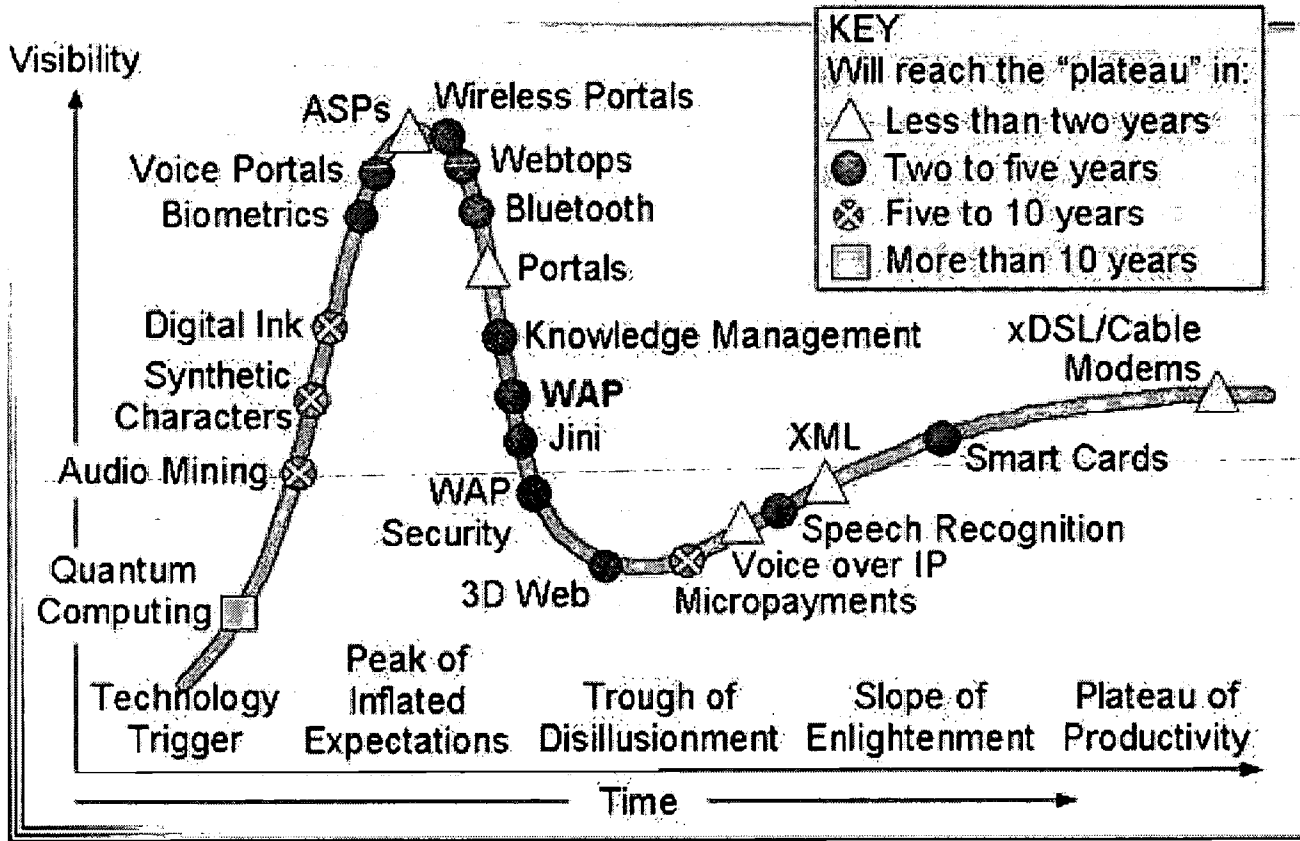 KEY
Will reach the "plateau" in:
Less than two years
Two to five years
Five to 10 years
More than 10 years
Visibility
ASPs
Wireless Portals
Voice Portals
Webtops
Biometrics
Bluetooth
Portals
Digital Ink
Knowledge Management
xDSL/Cable
Modems
Synthetic
Characters
WAP
Jini
XML
Audio Mining
Smart Cards
WAP
Security
Speech Recognition
Voice over IP
Quantum
Computing
3D Web
Micropayments
Technology
Trigger
Peak of
Inflated
Expectations
Trough of
Disillusionment
Slope of
Enlightenment
Plateau of
Productivity
Time